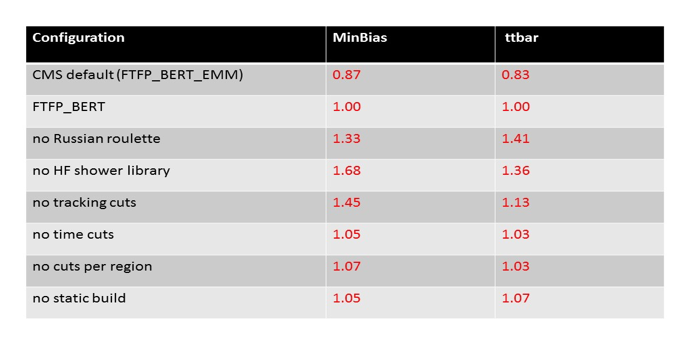 Configuration MinBias ttbar
CMS default (FTFP_BERT_EMM) 0.87 0.83
FTFP_BERT 1.00 1.00
no Russian roulette 1.33 1.41
no HF shower library 1.68 1.36
no tracking cuts 1.45 1.13
no time cuts 1.05 1.03
no cuts per region 1.07 1.03
no static build 1.05 1.07